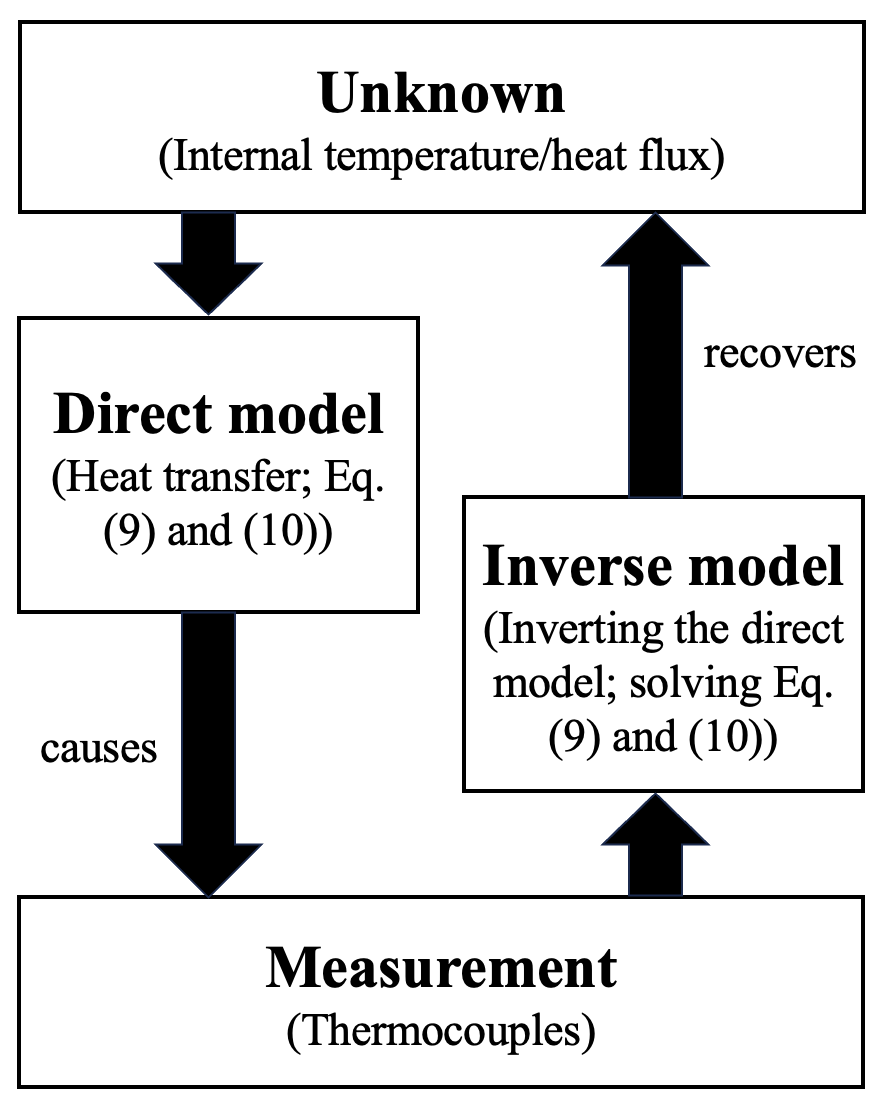 Unknown
(Internal temperature/heat flux)
recovers
Direct model
(Heat transfer; Eq.
(9) and (10))
Inverse model
(Inverting the direct
model; solving Eq.
(9) and (10))
causes
Measurement
(Thermocouples)